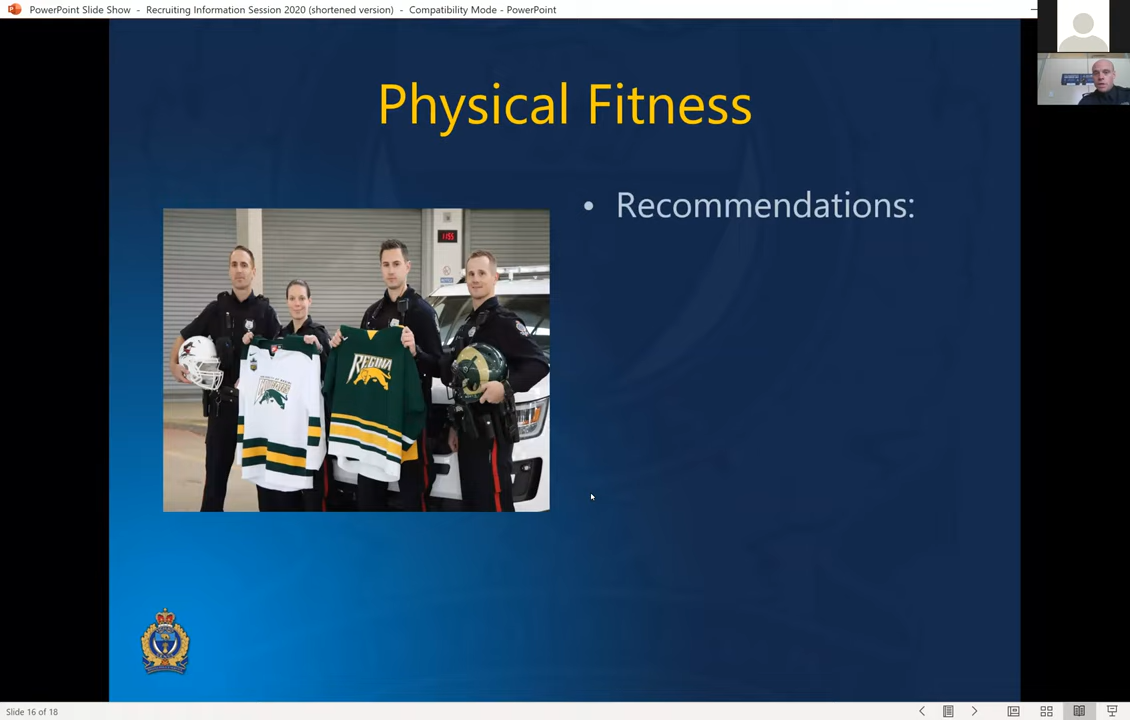 PowerPoint Slide Show - Recruiting Information Session 2020 (shortened version) - Compatibility Mode - PowerPoint
Physical Fitness
• Recommendations:
REGINA
Slide 16 of 18